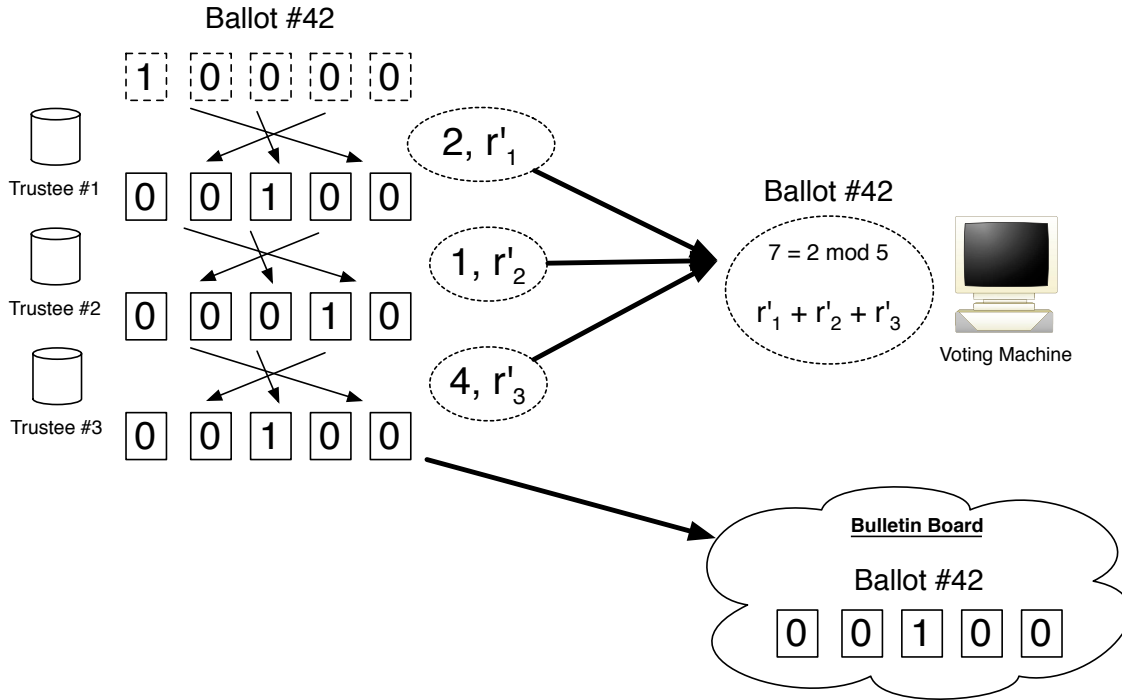 Ballot #42
1 0 0 0 0
Trustee #1
2, r'1
0 0 1 0 0
Trustee #2
1, r'2
0 0 0 1 0
Trustee #3
4, r'3
0 0 1 0 0
Ballot #42
7 = 2 mod 5
r'1 + r'2 + r'3
Voting Machine
Bulletin Board
Ballot #42
0 0 1 0 0